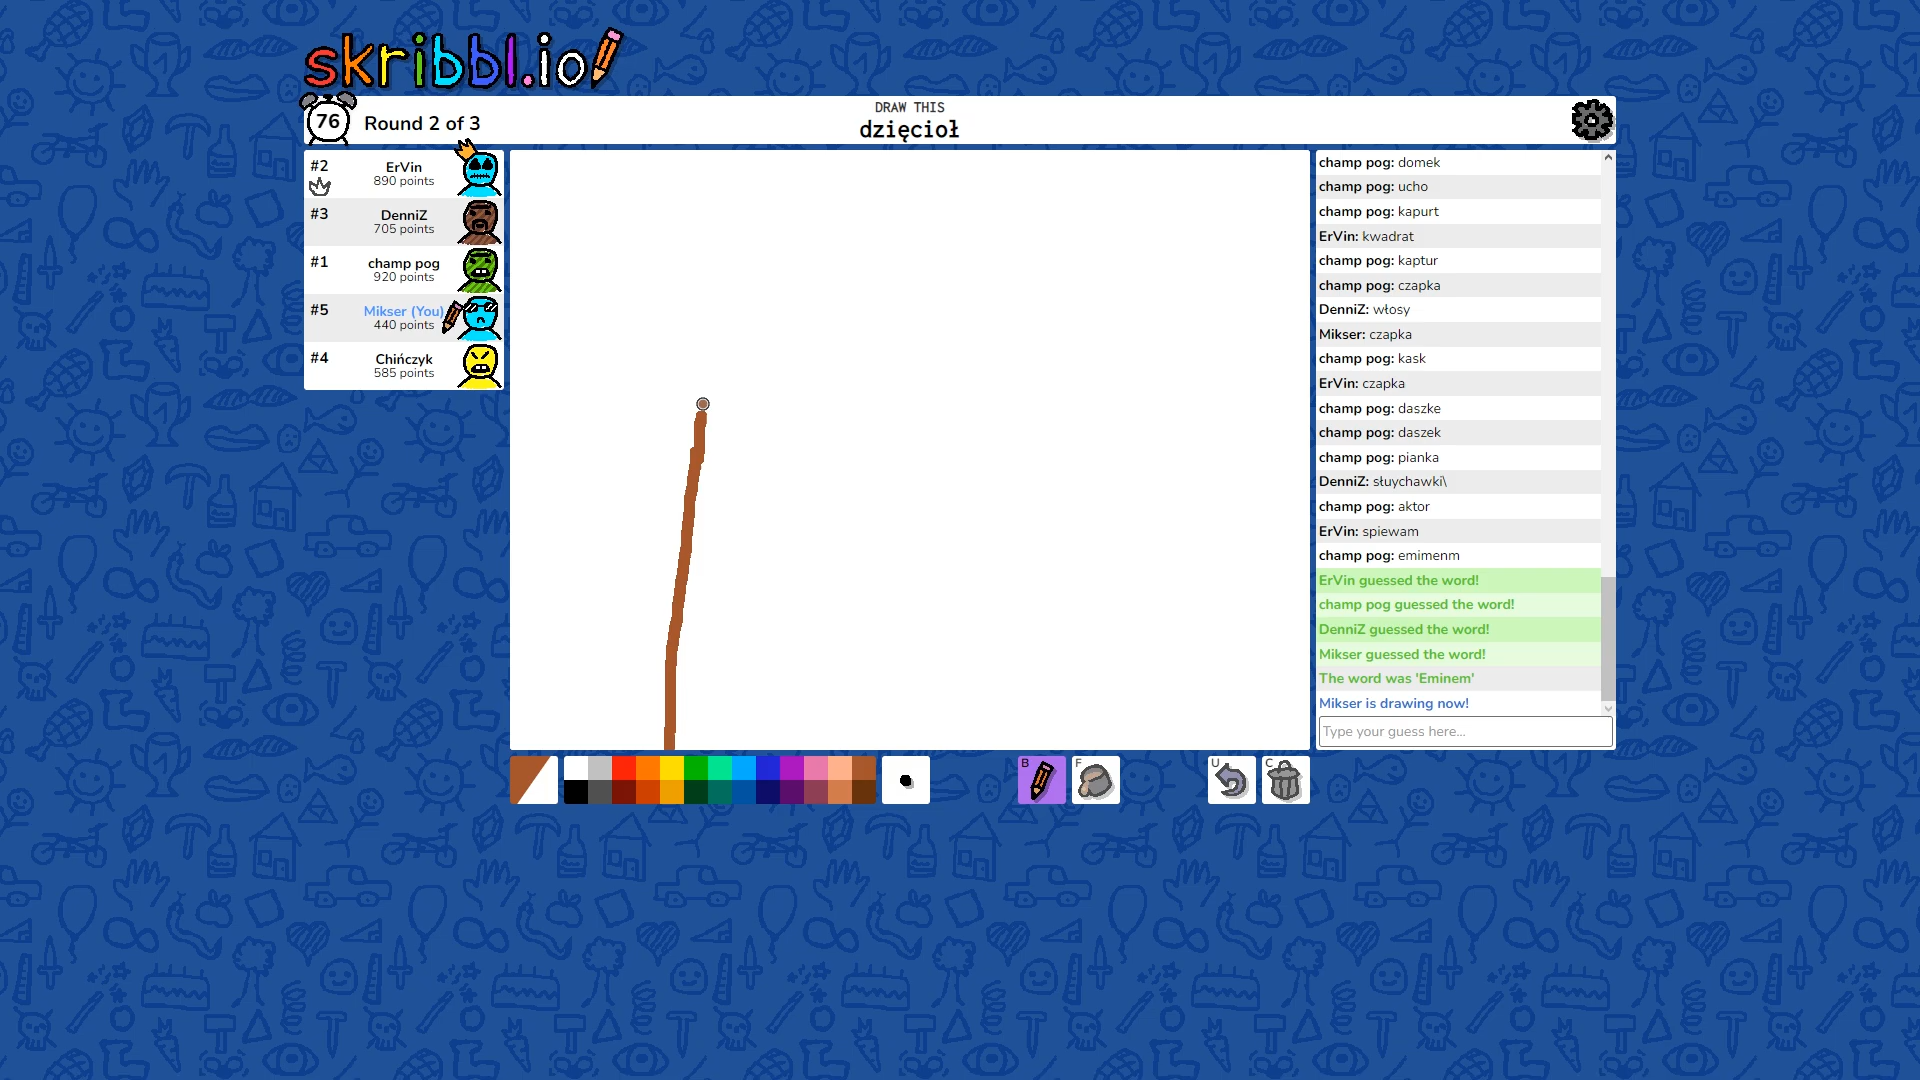 skribbl.io
76
Round 2 of 3
DRAW THIS
dzięcioł
#2
ErVin
890 points
#3
DenniZ
705 points
#1
champ pog
920 points
#5
Mikser (You)
440 points
#4
Chińczyk
585 points
champ pog: domek
champ pog: ucho
champ pog: kapurt
ErVin: kwadrat
champ pog: kaptur
champ pog: czapka
DenniZ: włosy
Mikser: czapka
champ pog: kask
ErVin: czapka
champ pog: daszke
champ pog: daszek
champ pog: pianka
DenniZ: słuychawki\
champ pog: aktor
ErVin: spiewam
champ pog: emimenm
ErVin guessed the word!
champ pog guessed the word!
DenniZ guessed the word!
Mikser guessed the word!
The word was 'Eminem'
Mikser is drawing now!
Type your guess here...
B
F
U
C